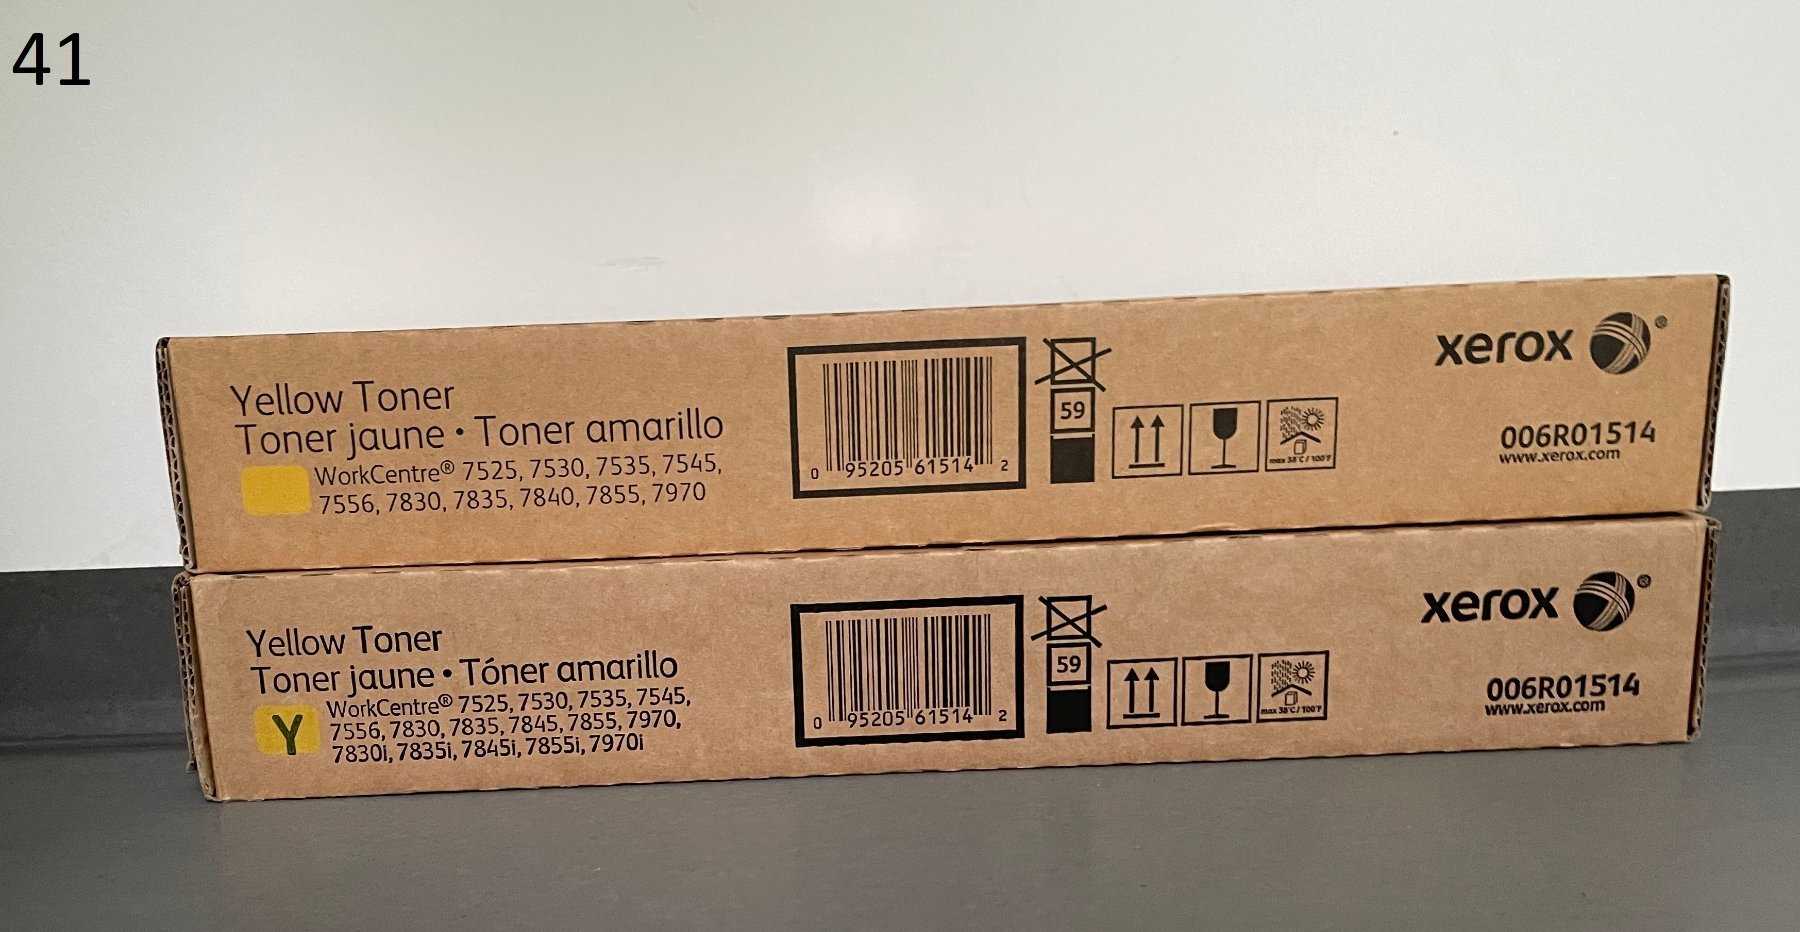 41
Yellow Toner
Toner jaune • Toner amarillo
WorkCentre® 7525, 7530, 7535, 7545,
7556, 7830, 7835, 7840, 7855, 7970
0 95205 61514 2
59
max 38°C / 100°F
xerox ®
006R01514
www.xerox.com
Yellow Toner
Toner jaune • Tóner amarillo
Y
WorkCentre® 7525, 7530, 7535, 7545,
7556, 7830, 7835, 7845, 7855, 7970,
7830i, 7835i, 7845i, 7855i, 7970i
0 95205 61514 2
59
max 38°C / 100°F
xerox ®
006R01514
www.xerox.com